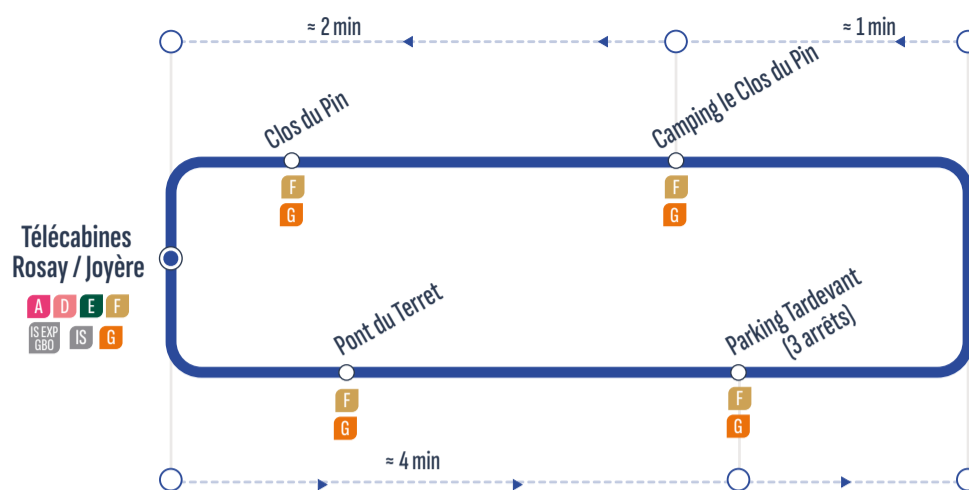 ≈ 2 min
≈ 1 min
Clos du Pin
Camping le Clos du Pin
F
G
F
G
Télécabines
Rosay / Joyère
A D E F
IS EXP
GBO
IS G
Pont du Terret
Parking Tardevant
(3 arrêts)
F
G
F
G
≈ 4 min